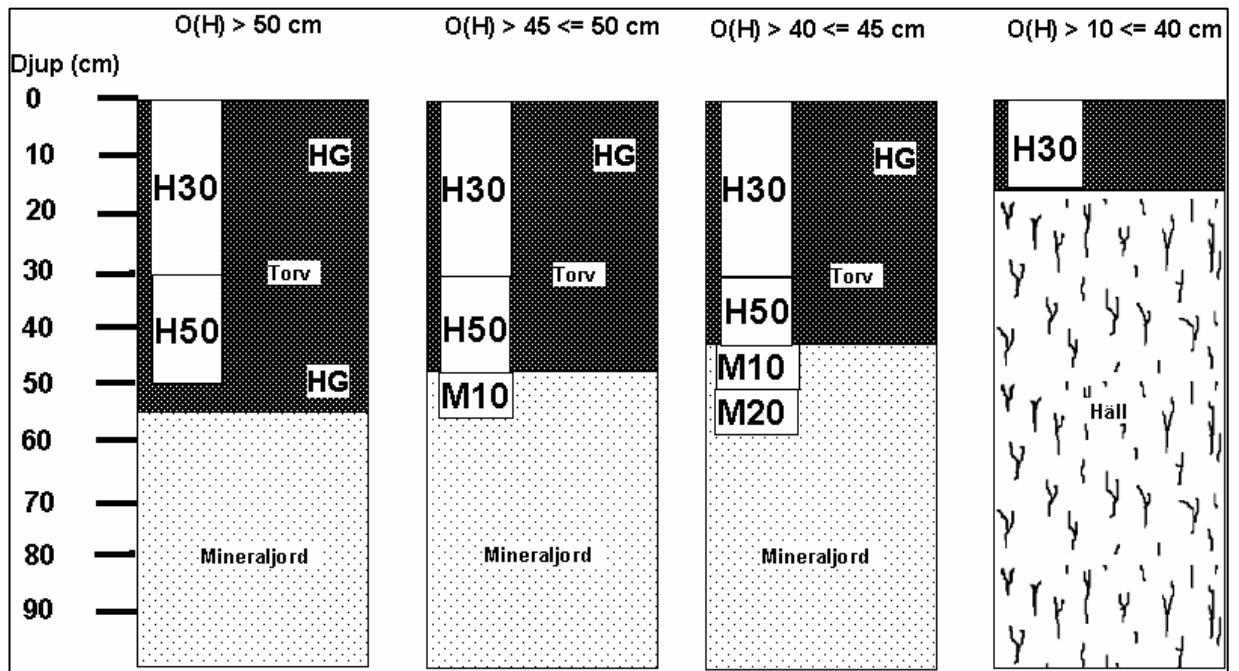 O(H) > 50 cm
O(H) > 45 <= 50 cm
O(H) > 40 <= 45 cm
O(H) > 10 <= 40 cm
Djup (cm)
0
10
20
30
40
50
60
70
80
90
H30
HG
Torv
H50
HG
Mineraljord
H30
HG
Torv
H50
M10
Mineraljord
H30
HG
Torv
H50
M10
M20
Mineraljord
H30
Häll